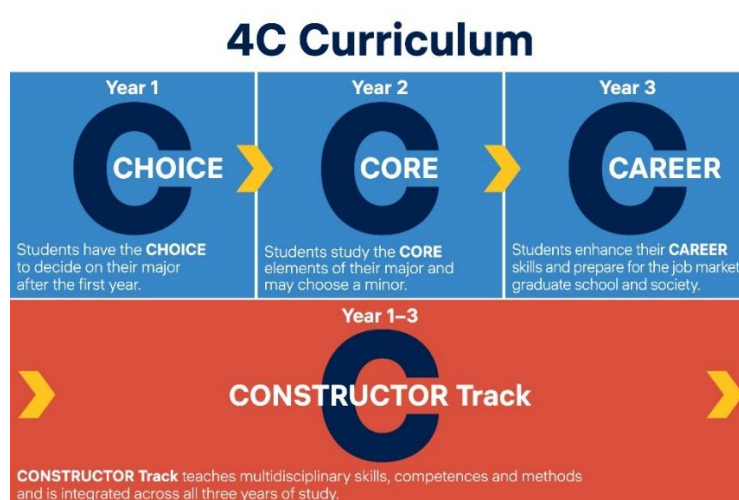 4C Curriculum
Year 1
CHOICE
Students have the CHOICE
to decide on their major
after the first year.
Year 2
CORE
Students study the CORE
elements of their major and
may choose a minor.
Year 3
CAREER
Students enhance their CAREER
skills and prepare for the job market
graduate school and society.
Year 1–3
CONSTRUCTOR Track
CONSTRUCTOR Track teaches multidisciplinary skills, competences and methods
and is integrated across all three years of study.